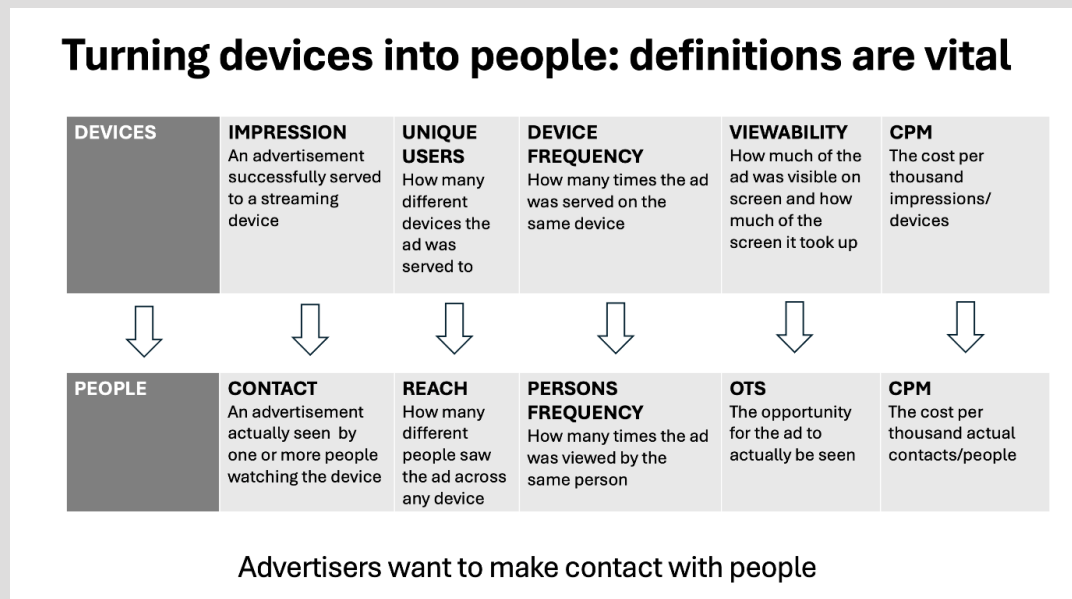 Turning devices into people: definitions are vital
DEVICES
IMPRESSION
An advertisement
successfully served
to a streaming
device
UNIQUE
USERS
How many
different
devices the
ad was
served to
DEVICE
FREQUENCY
How many times the ad
was served on the
same device
VIEWABILITY
How much of the
ad was visible on
screen and how
much of the
screen it took up
CPM
The cost per
thousand
impressions/
devices
PEOPLE
CONTACT
An advertisement
actually seen  by
one or more people
watching the device
REACH
How many
different
people saw
the ad across
any device
PERSONS
FREQUENCY
How many times the ad
was viewed by the
same person
OTS
The opportunity
for the ad to
actually be seen
CPM
The cost per
thousand actual
contacts/people
Advertisers want to make contact with people